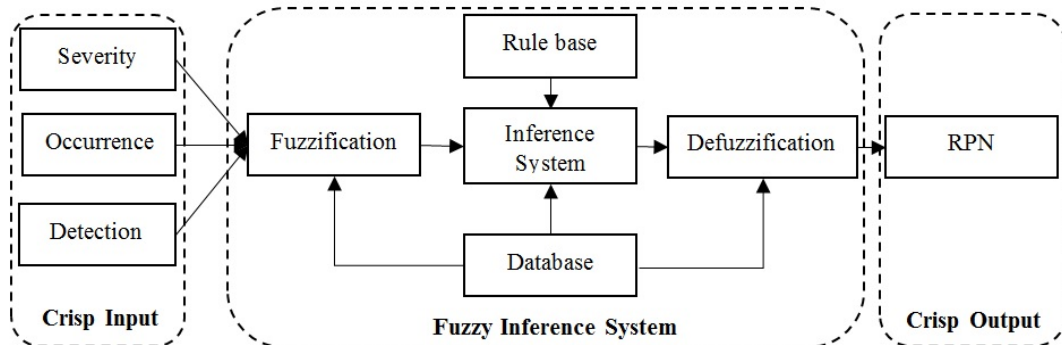 Severity
Occurrence
Detection
Crisp Input
Rule base
Fuzzification
Inference
System
Defuzzification
Database
Fuzzy Inference System
RPN
Crisp Output